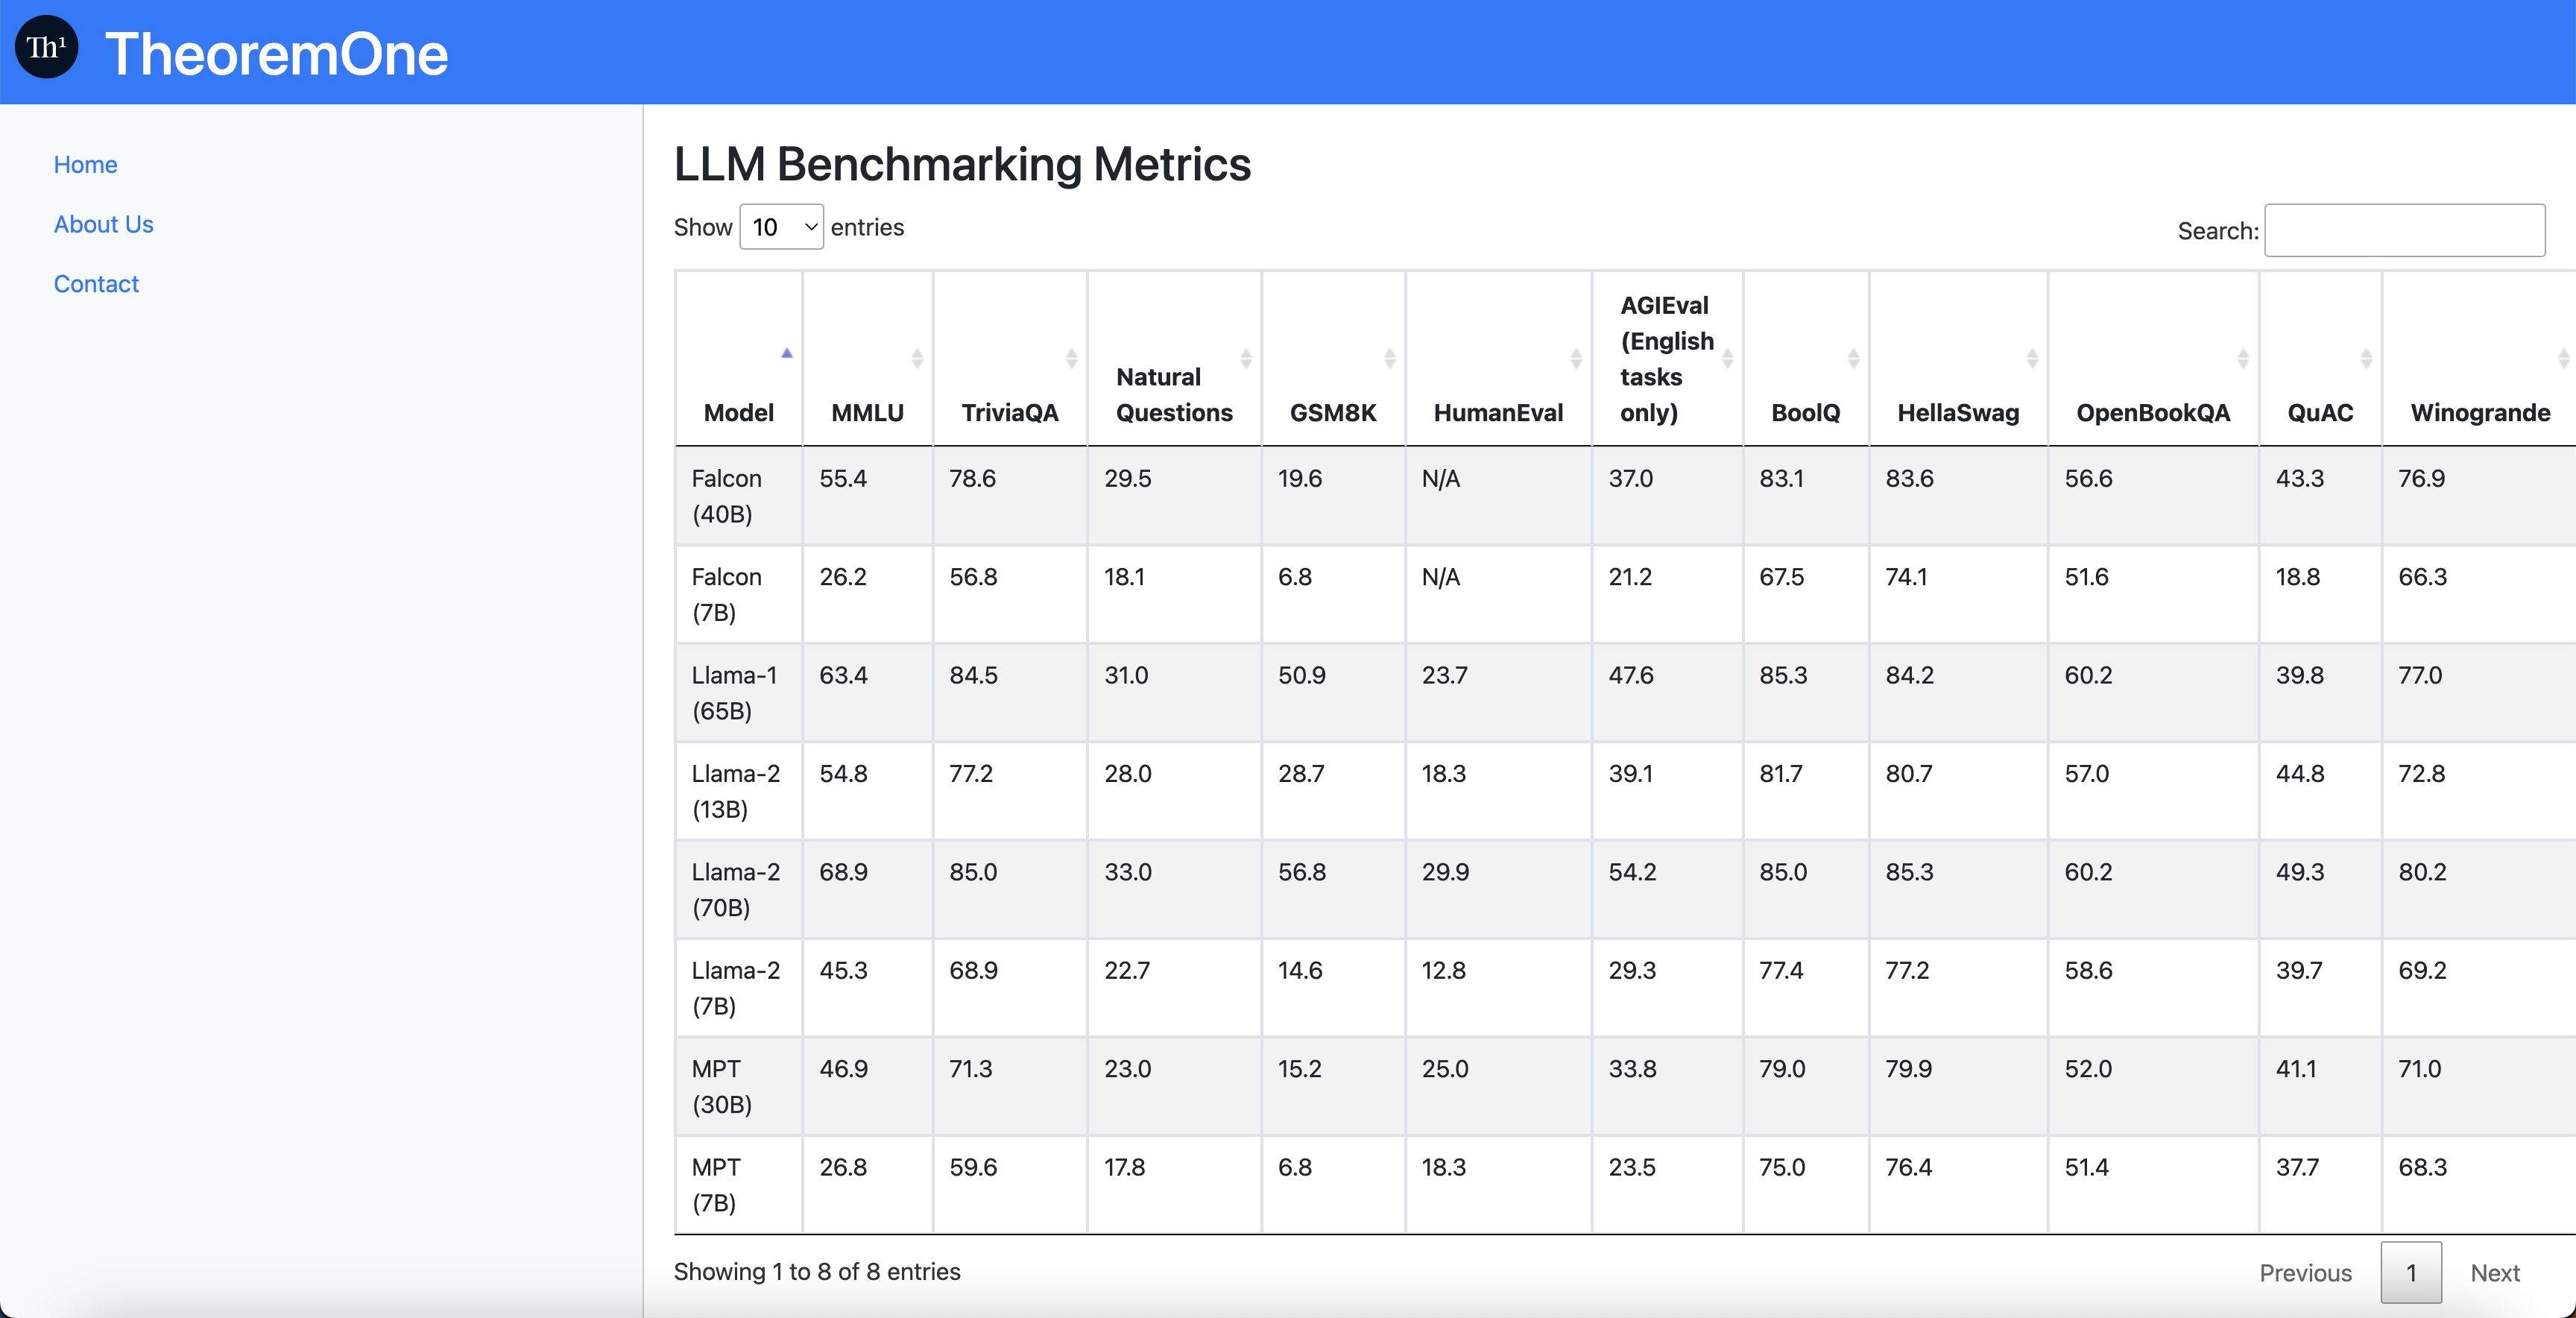 Th¹ TheoremOne
Home
About Us
Contact
LLM Benchmarking Metrics
Show 10 entries
Search:
Model MMLU TriviaQA Natural Questions GSM8K HumanEval AGIEval (English tasks only) BoolQ HellaSwag OpenBookQA QuAC Winogrande
Falcon (40B) 55.4 78.6 29.5 19.6 N/A 37.0 83.1 83.6 56.6 43.3 76.9
Falcon (7B) 26.2 56.8 18.1 6.8 N/A 21.2 67.5 74.1 51.6 18.8 66.3
Llama-1 (65B) 63.4 84.5 31.0 50.9 23.7 47.6 85.3 84.2 60.2 39.8 77.0
Llama-2 (13B) 54.8 77.2 28.0 28.7 18.3 39.1 81.7 80.7 57.0 44.8 72.8
Llama-2 (70B) 68.9 85.0 33.0 56.8 29.9 54.2 85.0 85.3 60.2 49.3 80.2
Llama-2 (7B) 45.3 68.9 22.7 14.6 12.8 29.3 77.4 77.2 58.6 39.7 69.2
MPT (30B) 46.9 71.3 23.0 15.2 25.0 33.8 79.0 79.9 52.0 41.1 71.0
MPT (7B) 26.8 59.6 17.8 6.8 18.3 23.5 75.0 76.4 51.4 37.7 68.3
Showing 1 to 8 of 8 entries
Previous 1 Next